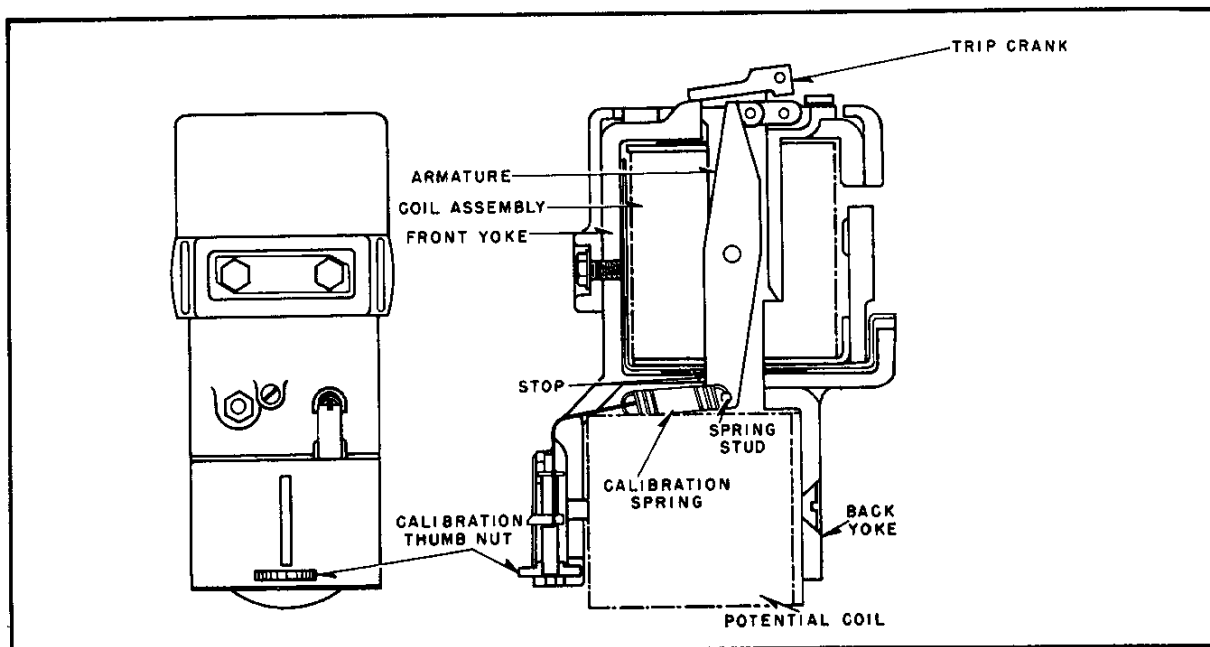 TRIP CRANK
ARMATURE
COIL ASSEMBLY
FRONT YOKE
STOP
SPRING
STUD
CALIBRATION
SPRING
CALIBRATION
THUMB NUT
BACK
YOKE
POTENTIAL COIL